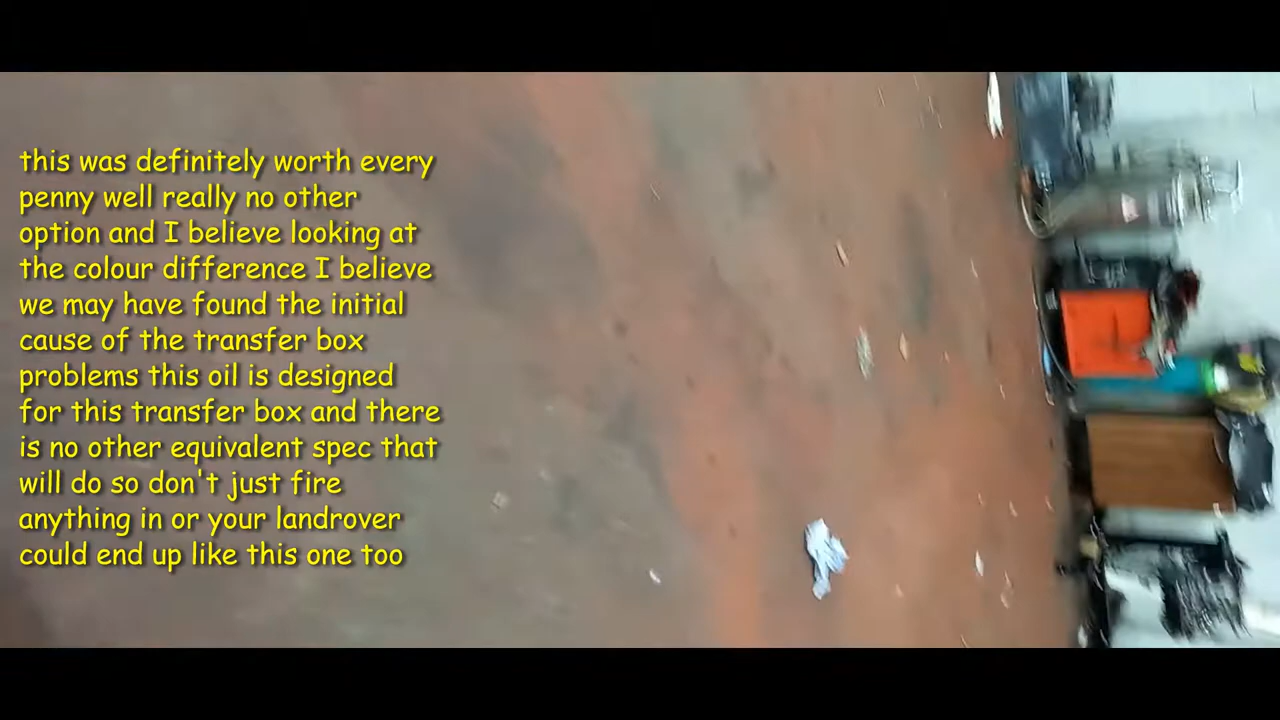 this was definitely worth every
penny well really no other
option and I believe looking at
the colour difference I believe
we may have found the initial
cause of the transfer box
problems this oil is designed
for this transfer box and there
is no other equivalent spec that
will do so don't just fire
anything in or your landrover
could end up like this one too